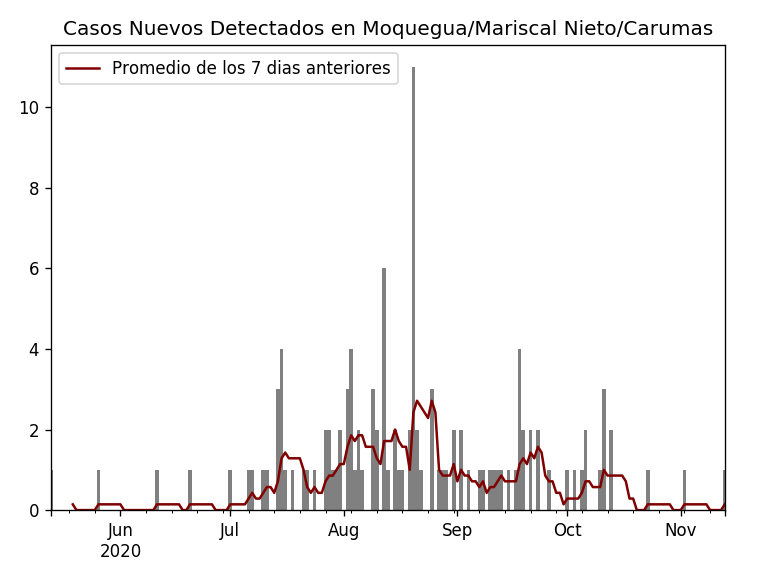 Casos Nuevos Detectados en Moquegua/Mariscal Nieto/Carumas
Promedio de los 7 dias anteriores
10
8
6
4
2
0
Jun Jul Aug Sep Oct Nov
2020